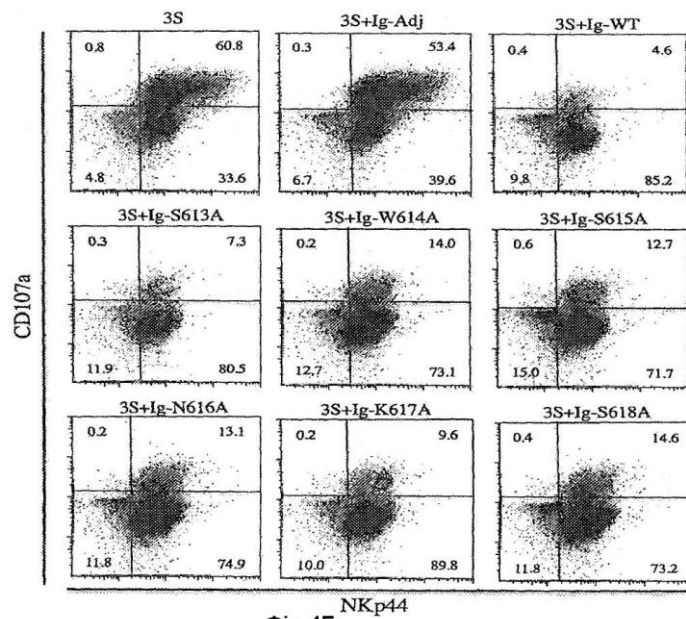 3S 3S+Ig-Adj 3S+Ig-WT
0.8 60.8 0.3 53.4 0.4 4.6
4.8 33.6 6.7 39.6 9.8 85.2
3S+Ig-S613A 3S+Ig-W614A 3S+Ig-S615A
0.3 7.3 0.2 14.0 0.6 12.7
11.9 80.5 12.7 73.1 15.0 71.7
3S+Ig-N616A 3S+Ig-K617A 3S+Ig-S618A
0.2 13.1 0.2 9.6 0.4 14.6
11.8 74.9 10.0 89.8 11.8 73.2
CD107a
NKp44